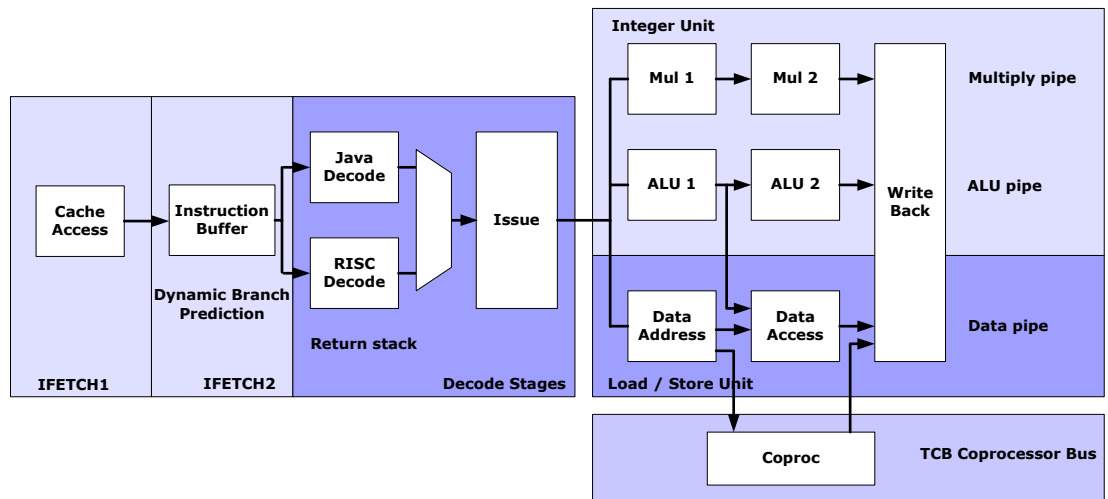 Integer Unit
Mul 1
Mul 2
Multiply pipe
Java
Decode
ALU 1
ALU 2
ALU pipe
Cache
Access
Instruction
Buffer
Issue
Write
Back
RISC
Decode
Dynamic Branch
Prediction
Data
Address
Data
Access
Data pipe
Return stack
IFETCH1
IFETCH2
Decode Stages
Load / Store Unit
Coproc
TCB Coprocessor Bus